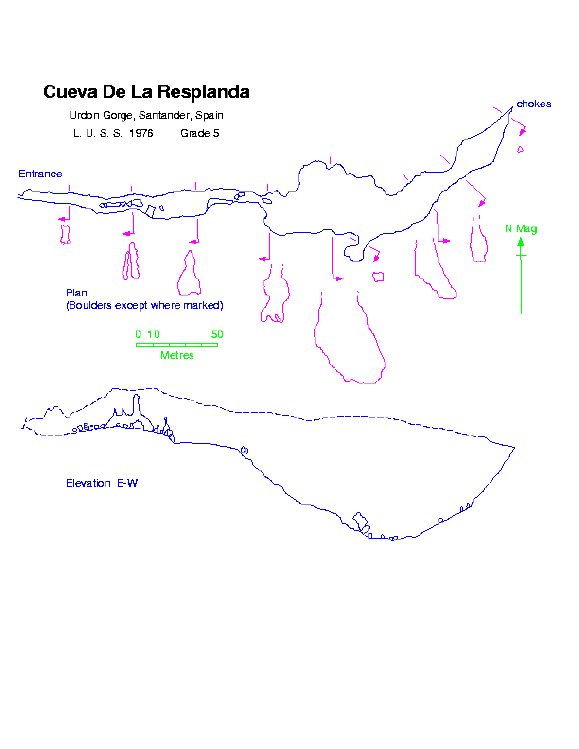 Cueva De La Resplanda
Urdon Gorge, Santander, Spain
L. U. S. S. 1976 Grade 5
chokes
Entrance
N Mag
Plan
(Boulders except where marked)
0 10 50
Metres
Elevation E-W